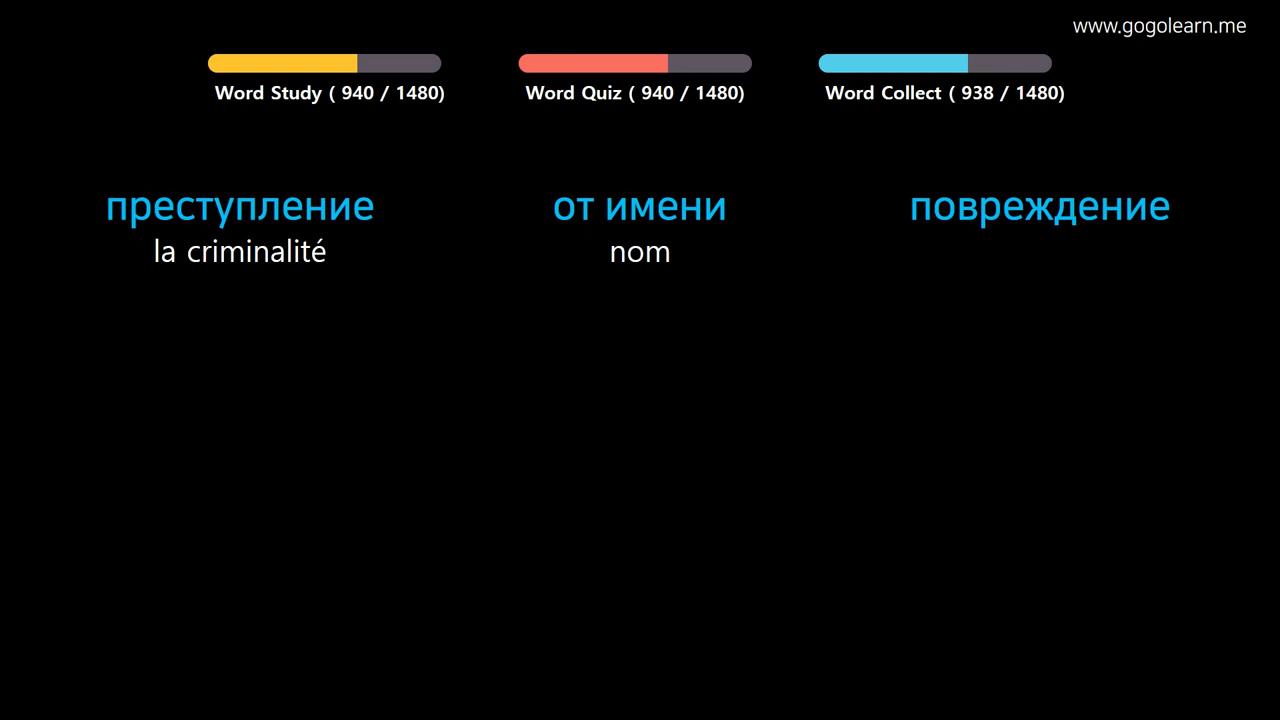 www.gogolearn.me
Word Study ( 940 / 1480)
Word Quiz ( 940 / 1480)
Word Collect ( 938 / 1480)
преступление
la criminalité
от имени
nom
повреждение